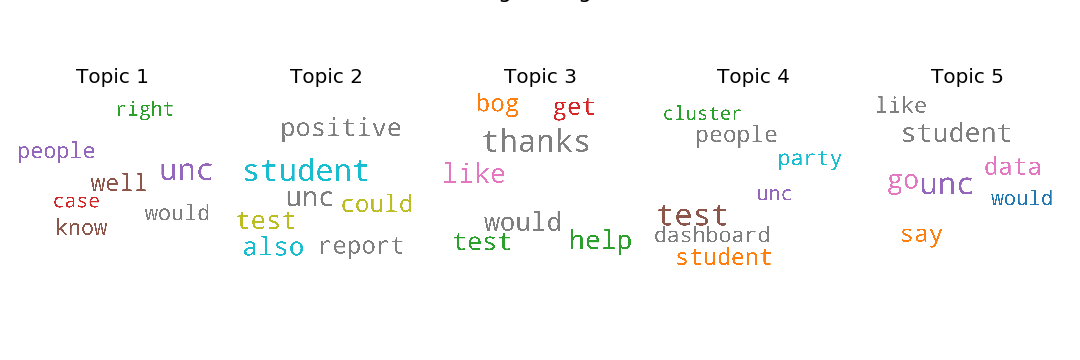 Topic 1
right
people
unc
well
case
would
know
Topic 2
positive
student
unc
could
test
also
report
Topic 3
bog
get
thanks
like
would
test
help
Topic 4
cluster
people
party
unc
test
dashboard
student
Topic 5
like
student
data
go
unc
would
say